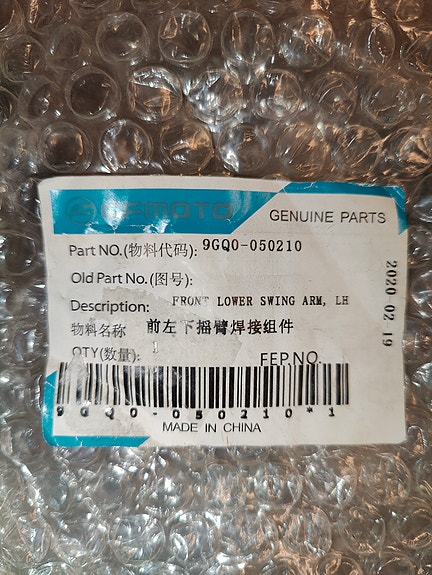 CFMOTO GENUINE PARTS
Part NO.(物料代码): 9GQ0-050210
Old Part No.(图号):
Description: FRONT LOWER SWING ARM, LH
物料名称 前左下摇臂焊接组件
QTY(数量): 1 FEP.NO.
9GQ0-050210*1
MADE IN CHINA
2020 02 19